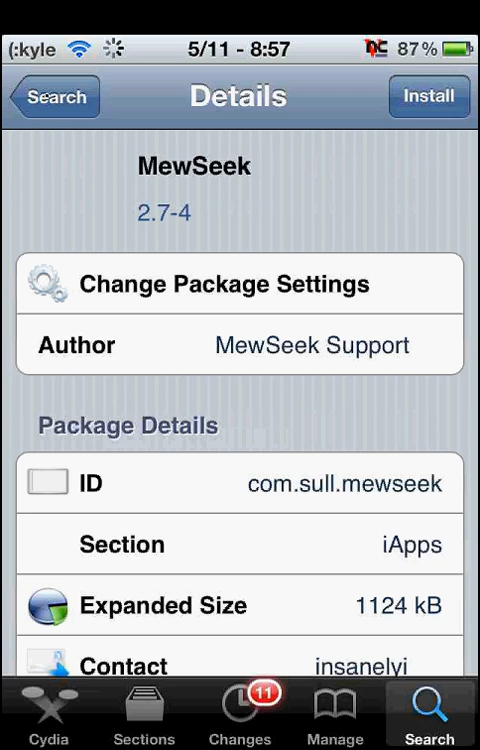 (:kyle 5/11 - 8:57 87%
Search Details Install
MewSeek
2.7-4
Change Package Settings
Author MewSeek Support
Package Details
ID com.sull.mewseek
Section iApps
Expanded Size 1124 kB
Contact insanelyi
11
Cydia Sections Changes Manage Search